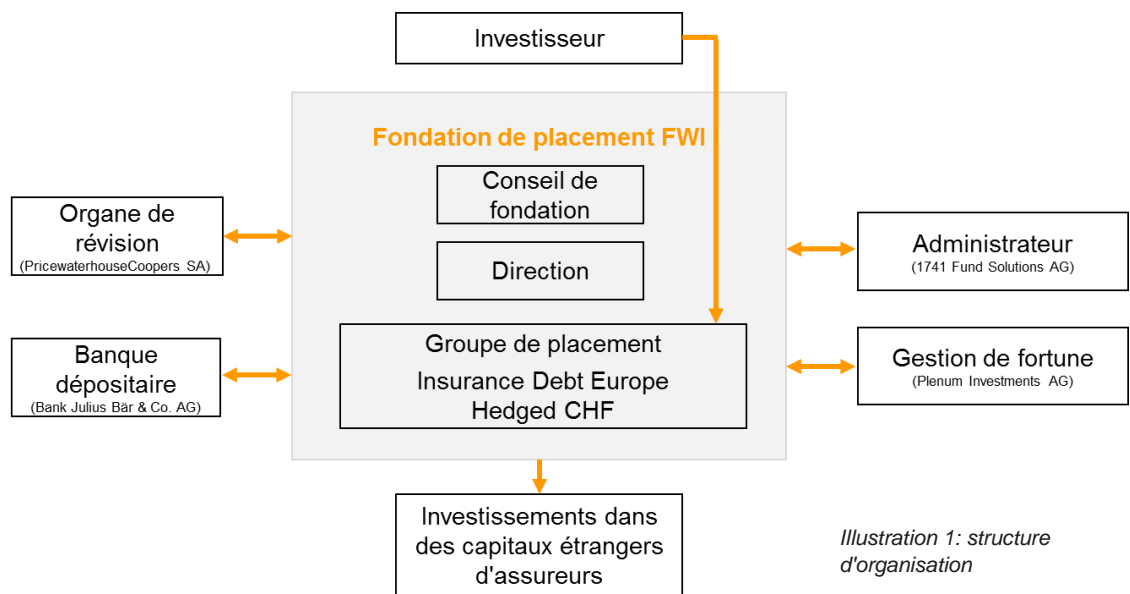 Investisseur
Fondation de placement FWI
Conseil de
fondation
Direction
Groupe de placement
Insurance Debt Europe
Hedged CHF
Organe de
révision
(PricewaterhouseCoopers SA)
Banque
dépositaire
(Bank Julius Bär & Co. AG)
Administrateur
(1741 Fund Solutions AG)
Gestion de fortune
(Plenum Investments AG)
Investissements dans
des capitaux étrangers
d'assureurs
Illustration 1: structure
d'organisation